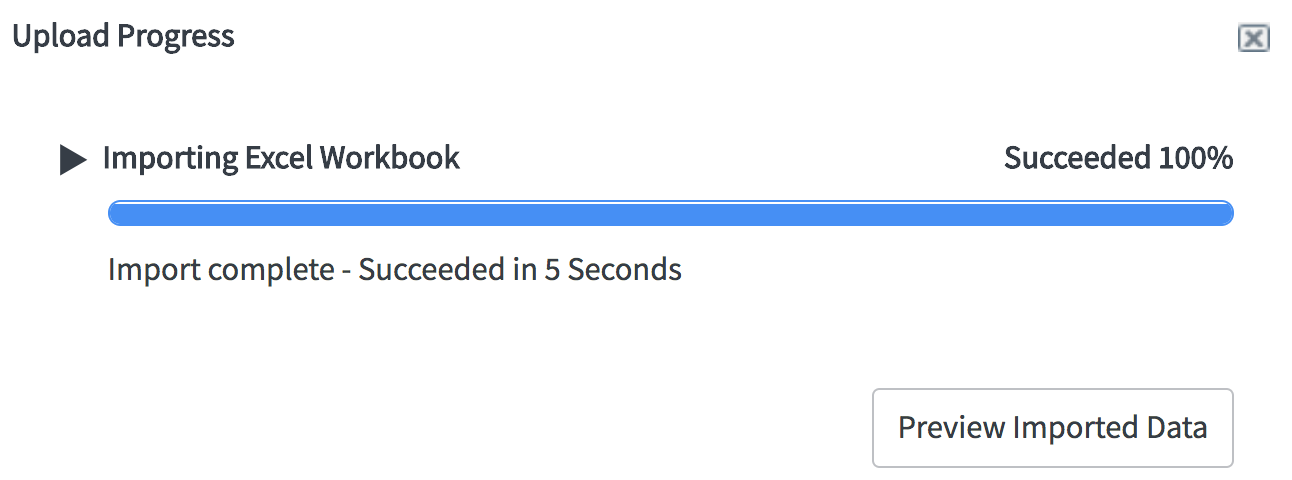 Upload Progress
Importing Excel Workbook Succeeded 100%
Import complete - Succeeded in 5 Seconds
Preview Imported Data